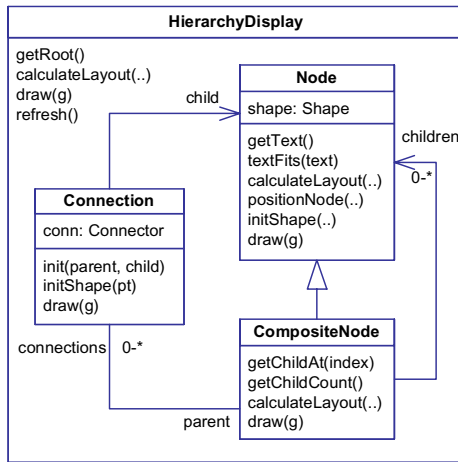 HierarchyDisplay
getRoot()
calculateLayout(..)
draw(g)
refresh()
child
Node
shape: Shape
getText()
textFits(text)
calculateLayout(..)
positionNode(..)
initShape(..)
draw(g)
children
0-*
Connection
conn: Connector
init(parent, child)
initShape(pt)
draw(g)
connections
0-*
CompositeNode
getChildAt(index)
getChildCount()
calculateLayout(..)
draw(g)
parent